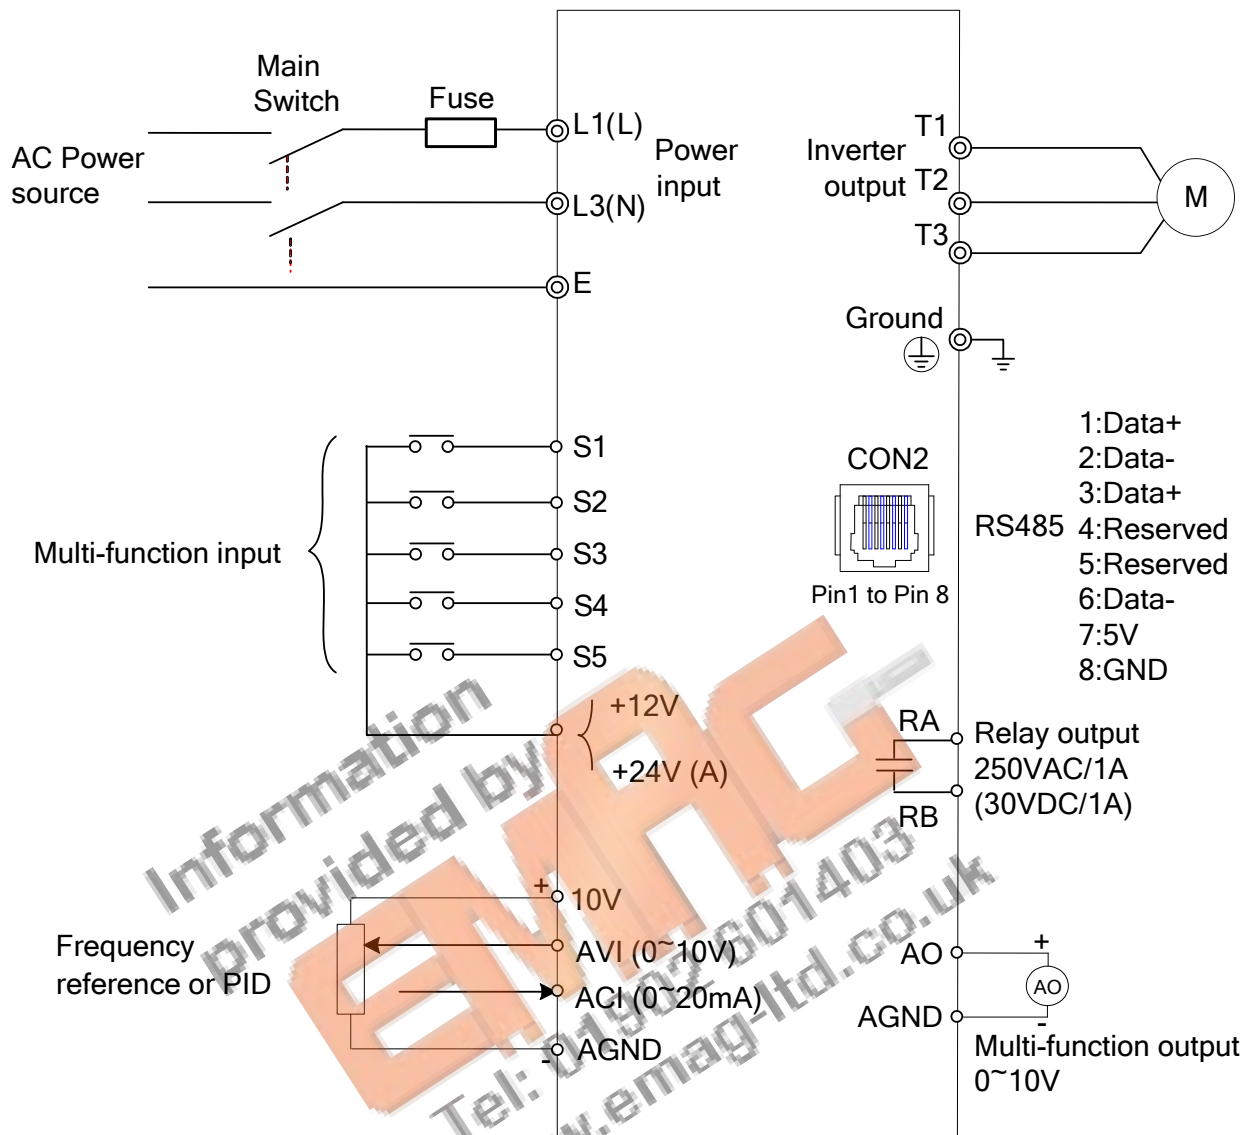 Main
Switch
Fuse
AC Power
source
L1(L)
L3(N)
E
Power
input
Inverter
output
T1
T2
T3
M
Ground
Multi-function input
S1
S2
S3
S4
S5
+12V
+24V (A)
CON2
Pin1 to Pin 8
RS485
1:Data+
2:Data-
3:Data+
4:Reserved
5:Reserved
6:Data-
7:5V
8:GND
RA
RB
Relay output
250VAC/1A
(30VDC/1A)
Frequency
reference or PID
+
10V
AVI (0~10V)
ACI (0~20mA)
-
AGND
AO
AGND
+
AO
-
Multi-function output
0~10V
Information
provided by
EMAG
Tel: 01902601403
w.emag-ltd.co.uk